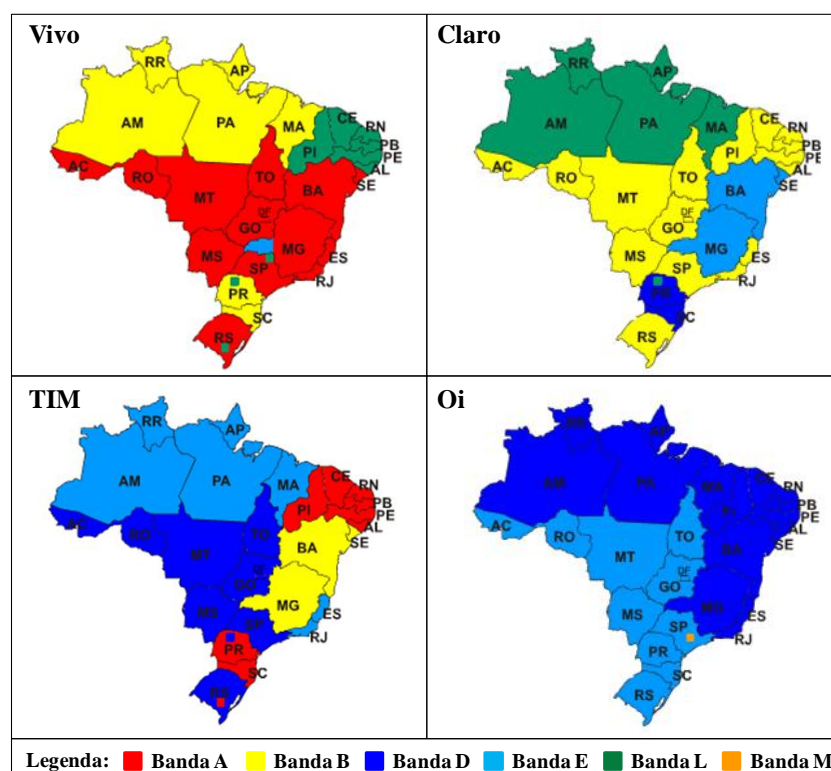 Vivo
RR
AP
AM
PA
MA
CE
RN
PB
PE
AL
PI
AC
RO
MT
TO
BA
SE
DF
GO
MG
MS
ES
SP
RJ
PR
SC
RS
Claro
RR
AP
AM
PA
MA
CE
RN
PB
PE
AL
PI
AC
RO
MT
TO
BA
SE
DF
GO
MG
MS
ES
SP
RJ
RS
TIM
RR
AP
AM
PA
MA
CE
RN
PB
PE
AL
PI
AC
RO
MT
TO
BA
SE
DF
GO
MG
MS
ES
SP
RJ
PR
SC
RS
Oi
RR
AP
AM
PA
MA
CE
RN
PB
PE
AL
PI
AC
RO
MT
TO
BA
SE
DF
GO
MG
MS
ES
SP
RJ
PR
SC
RS
Legenda: Banda A Banda B Banda D Banda E Banda L Banda M